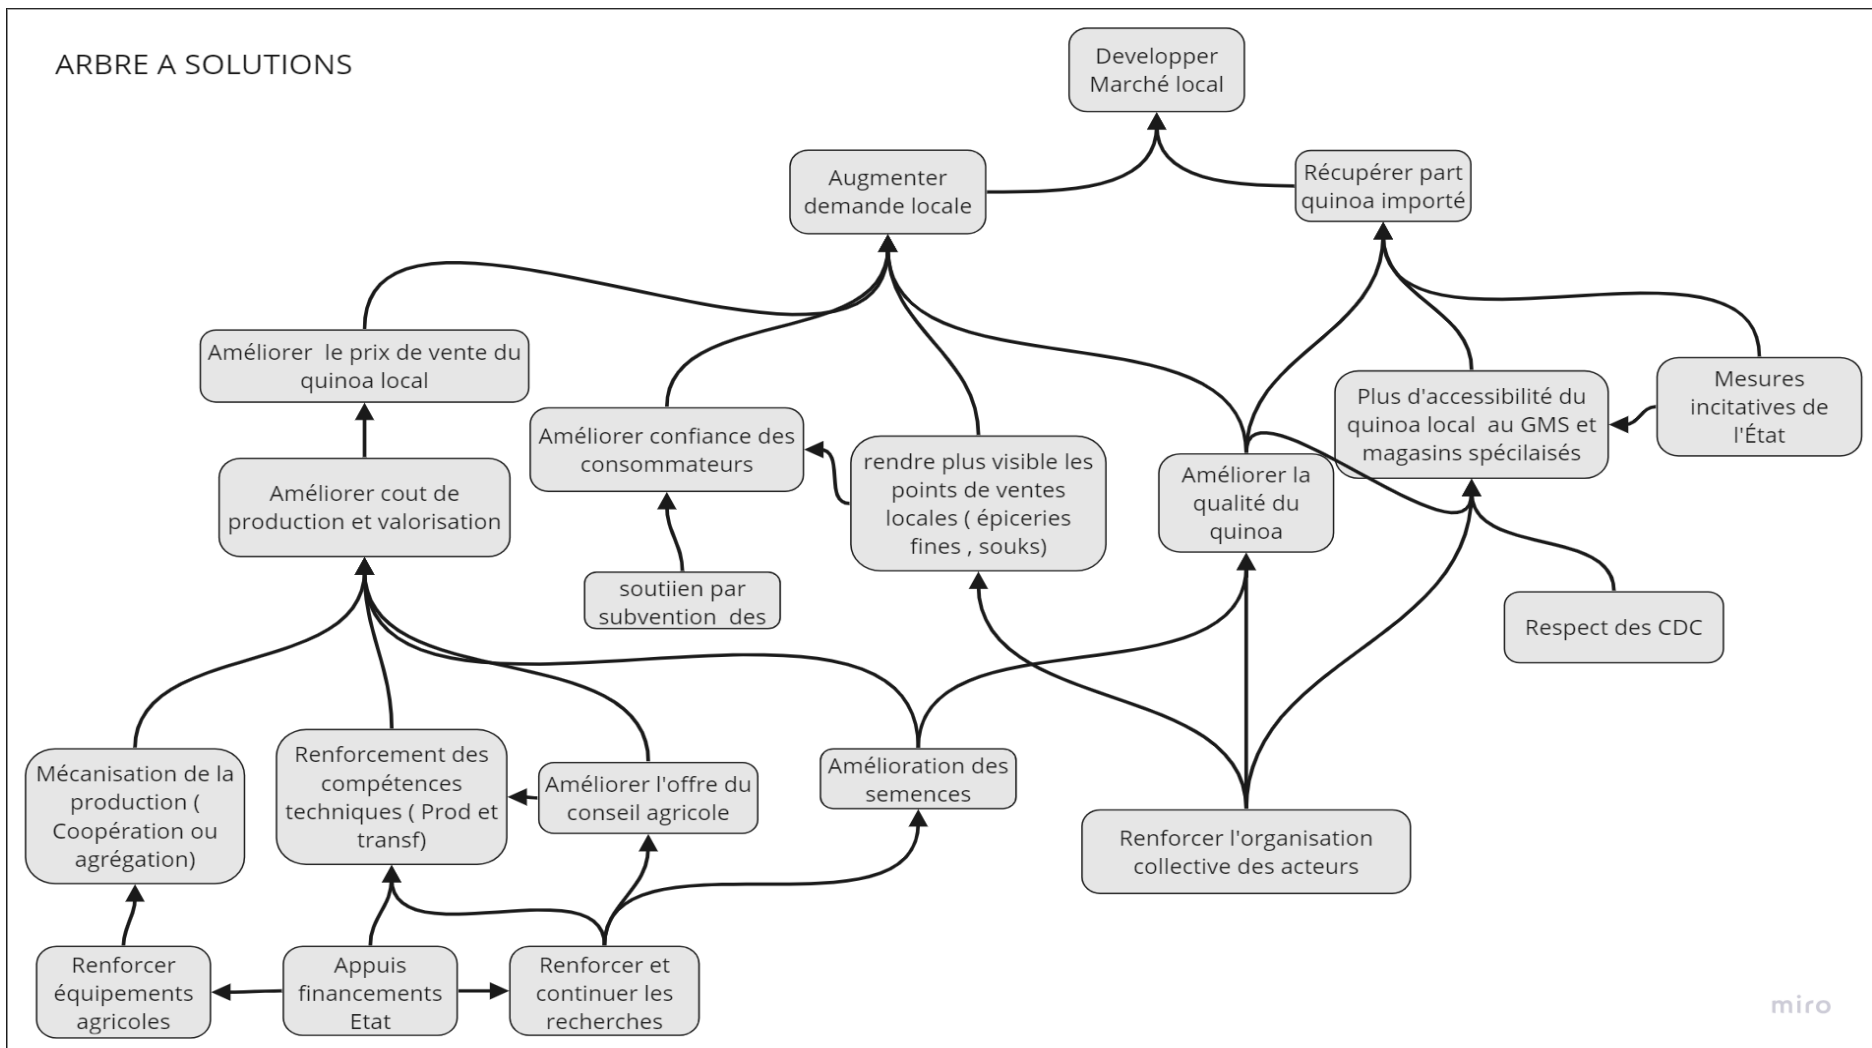 ARBRE A SOLUTIONS
Developper
Marché local
Augmenter
demande locale
Récupérer part
quinoa importé
Améliorer  le prix de vente du
quinoa local
Améliorer confiance des
consommateurs
rendre plus visible les
points de ventes
locales ( épiceries
fines , souks)
Améliorer la
qualité du
quinoa
Plus d'accessibilité du
quinoa local  au GMS et
magasins spécilaisés
Mesures
incitatives de
l'État
Améliorer cout de
production et valorisation
soutiien par
subvention  des
Respect des CDC
Mécanisation de la
production (
Coopération ou
agrégation)
Renforcement des
compétences
techniques ( Prod et
transf)
Améliorer l'offre du
conseil agricole
Amélioration des
semences
Renforcer l'organisation
collective des acteurs
Renforcer
équipements
agricoles
Appuis
financements
Etat
Renforcer et
continuer les
recherches
miro